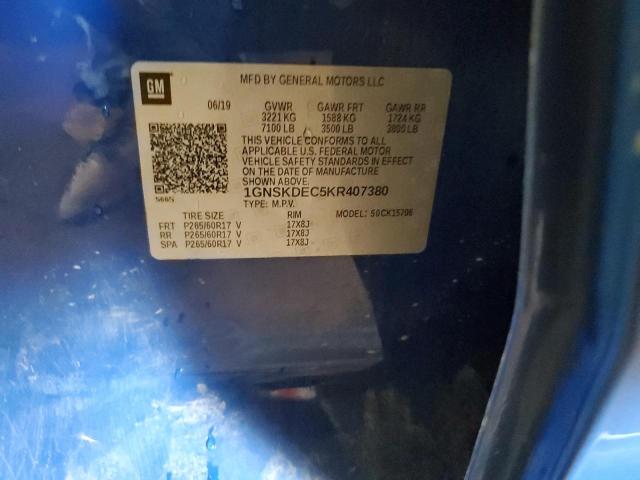 GM
MFD BY GENERAL MOTORS LLC
06/19 GVWR GAWR FRT GAWR RR
3221 KG 1588 KG 1724 KG
7100 LB 3500 LB 3800 LB
THIS VEHICLE CONFORMS TO ALL
APPLICABLE U.S. FEDERAL MOTOR
VEHICLE SAFETY STANDARDS IN EFFECT
ON THE DATE OF MANUFACTURE
SHOWN ABOVE.
1GNSKDEC5KR407380
5665 TYPE: M.P.V. MODEL: 50CK15706
TIRE SIZE RIM
FRT P265/60R17 V 17X8J
RR P265/60R17 V 17X8J
SPA P265/60R17 V 17X8J